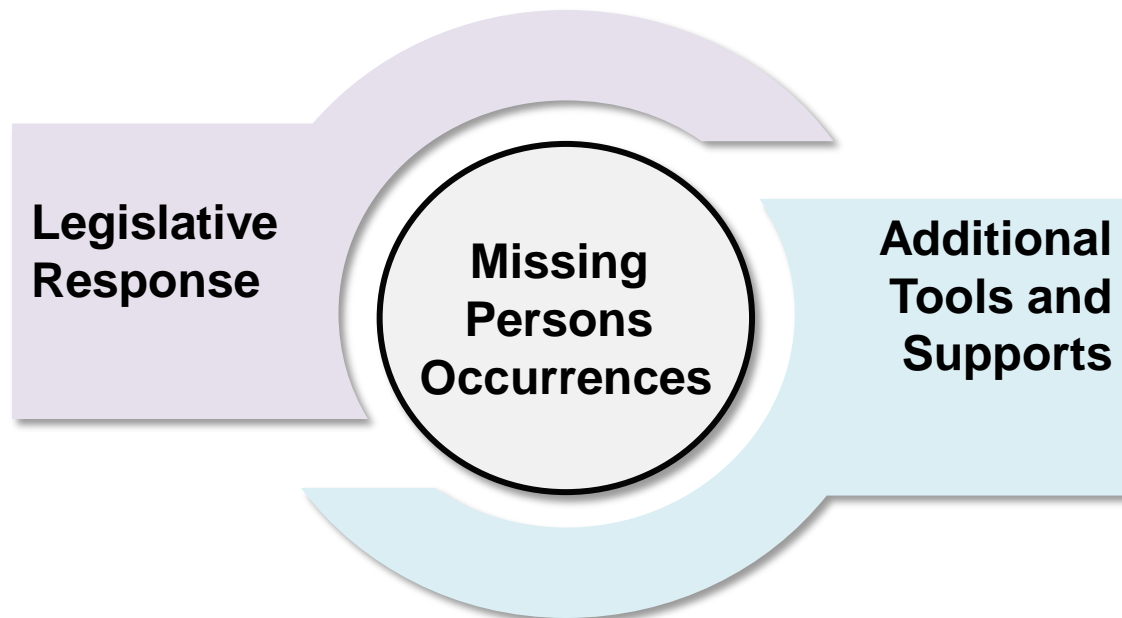 Legislative
Response
Missing
Persons
Occurrences
Additional
Tools and
Supports